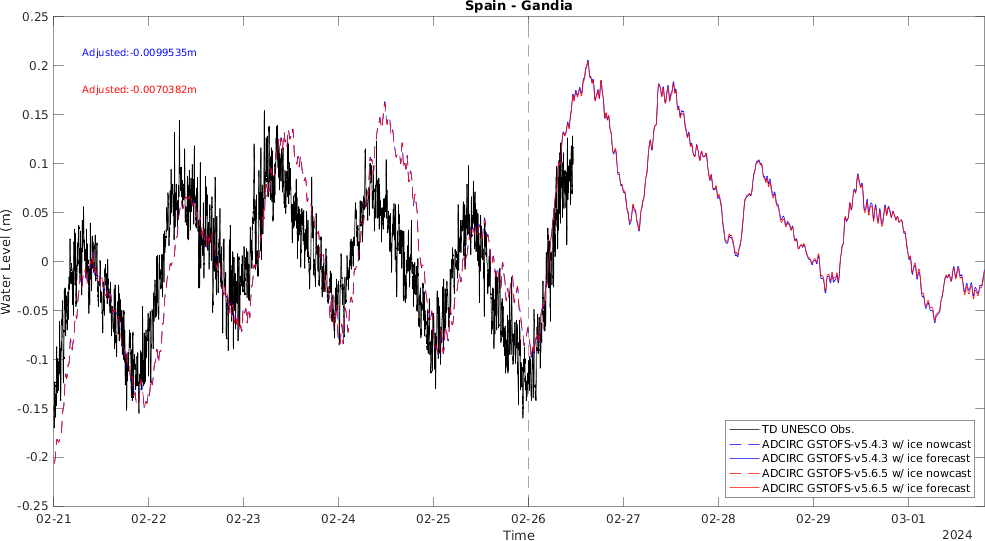 Spain - Gandia
0.25
0.2
0.15
0.1
0.05
0
-0.05
-0.1
-0.15
-0.2
-0.25
Water Level (m)
Adjusted:-0.0099535m
Adjusted:-0.0070382m
TD UNESCO Obs.
ADCIRC GSTOFS-v5.4.3 w/ ice nowcast
ADCIRC GSTOFS-v5.4.3 w/ ice forecast
ADCIRC GSTOFS-v5.6.5 w/ ice nowcast
ADCIRC GSTOFS-v5.6.5 w/ ice forecast
02-21 02-22 02-23 02-24 02-25 02-26 02-27 02-28 02-29 03-01
Time
2024